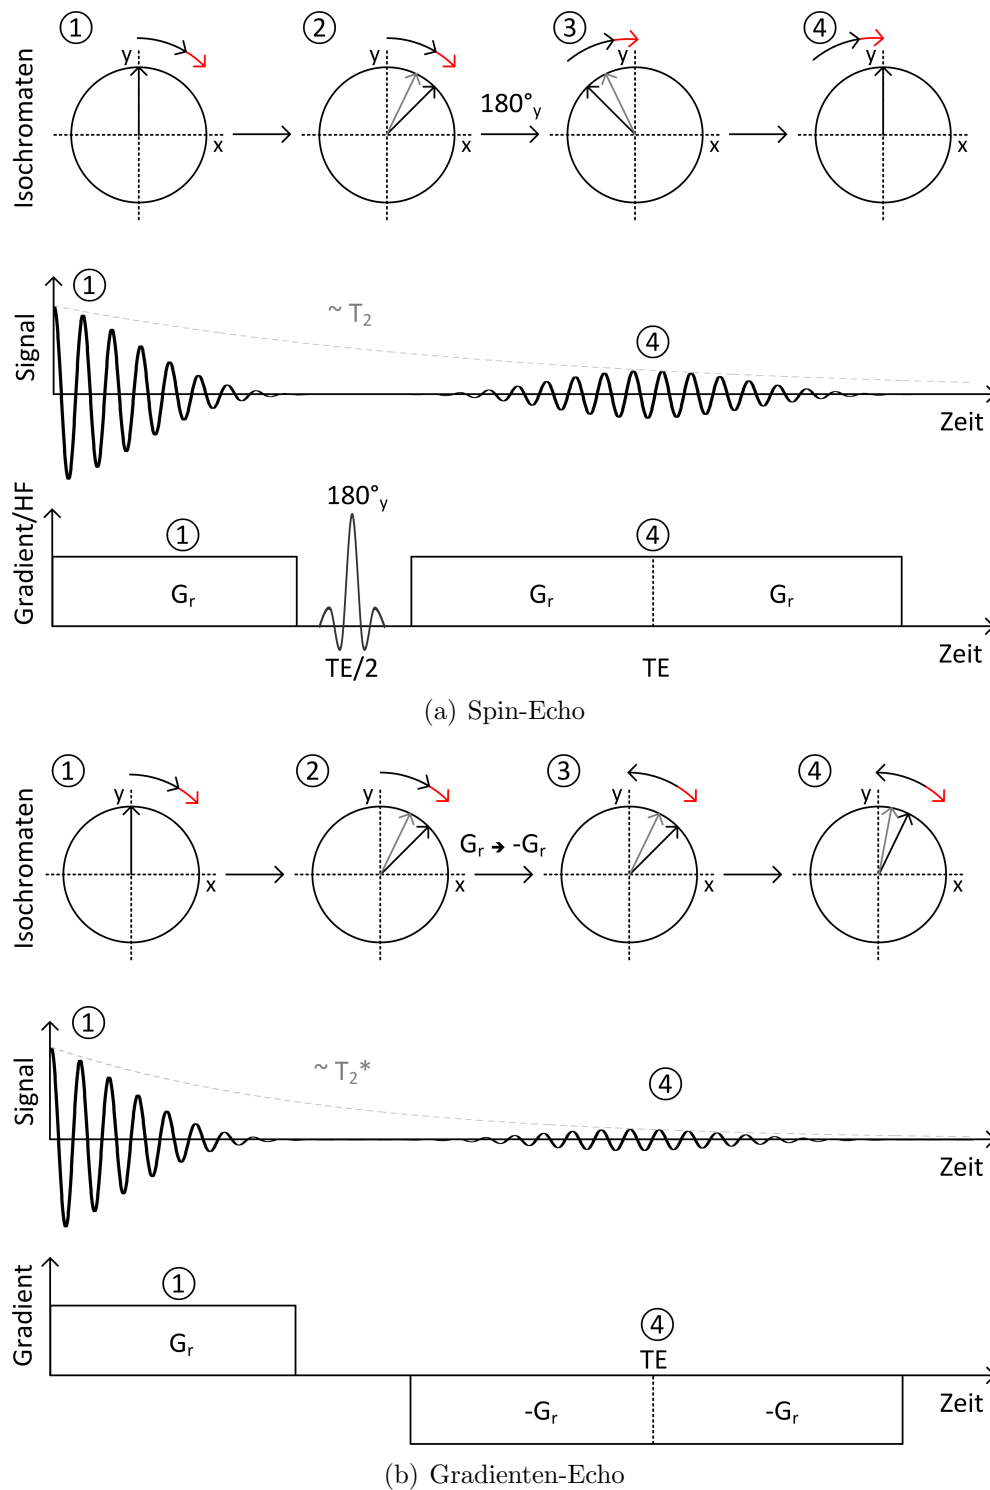 1 2 3 4
Isochromaten
y x y x 180°y y x y x
Signal
1
~ T2
4
Zeit
Gradient/HF
180°y
1 4
Gr Gr Gr
Zeit
TE/2 TE
(a) Spin-Echo
1 2 3 4
Isochromaten
y x y x Gr → -Gr y x y x
Signal
1
~ T2*
4
Zeit
Gradient
1
4
Gr
TE
Zeit
-Gr -Gr
(b) Gradienten-Echo